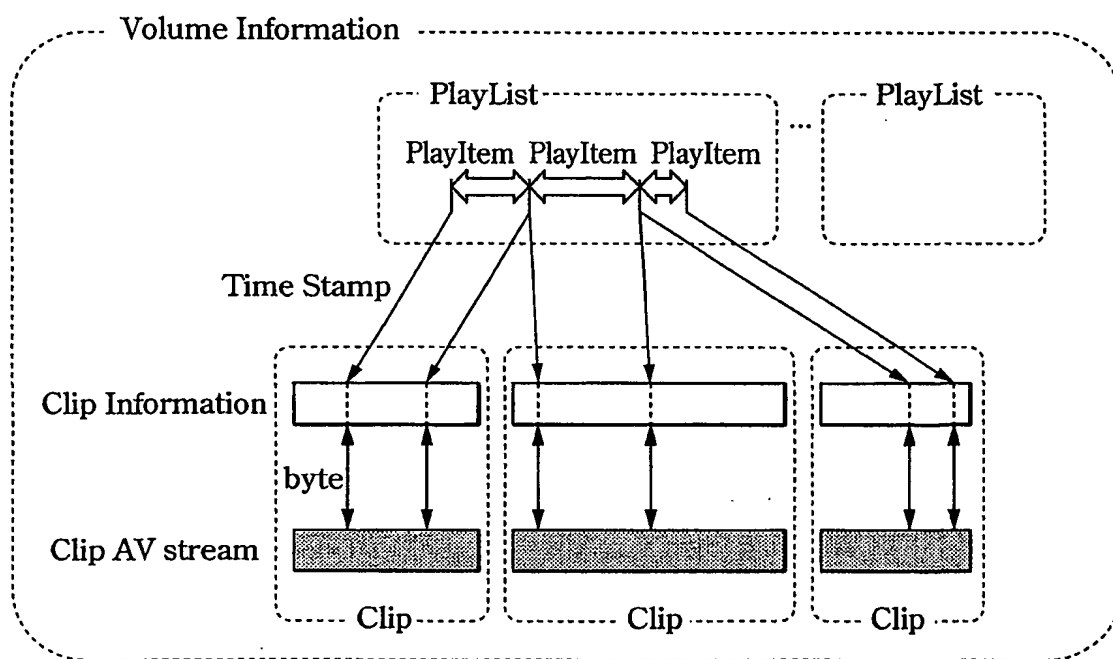 Volume Information
PlayList
...
PlayList
PlayItem PlayItem PlayItem
Time Stamp
Clip Information
byte
Clip AV stream
Clip
Clip
Clip